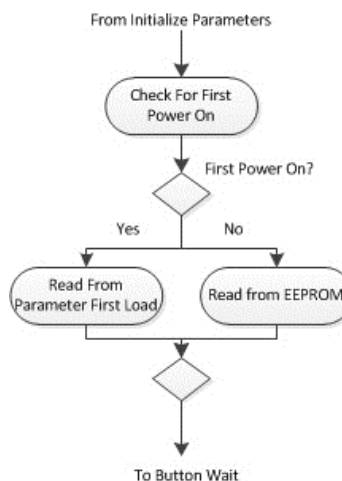 From Initialize Parameters
Check For First
Power On
First Power On?
Yes
No
Read From
Parameter First Load
Read from EEPROM
To Button Wait